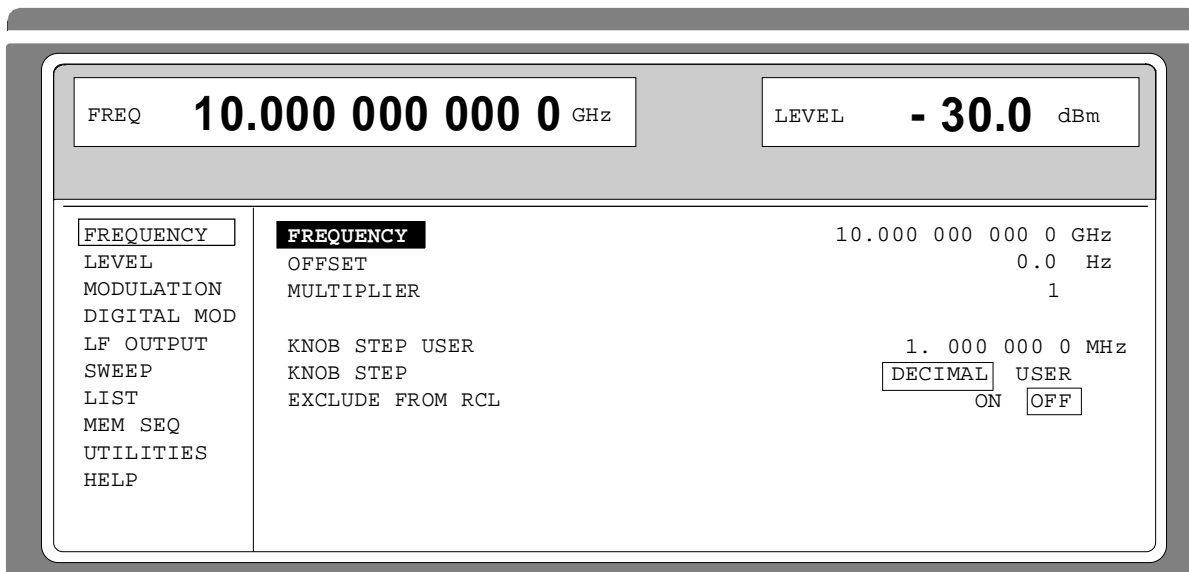 FREQ 10.000 000 000 0 GHz LEVEL - 30.0 dBm
FREQUENCY FREQUENCY 10.000 000 000 0 GHz
LEVEL OFFSET 0.0 Hz
MODULATION MULTIPLIER 1
DIGITAL MOD
LF OUTPUT KNOB STEP USER 1. 000 000 0 MHz
SWEEP KNOB STEP DECIMAL USER
LIST EXCLUDE FROM RCL ON OFF
MEM SEQ
UTILITIES
HELP